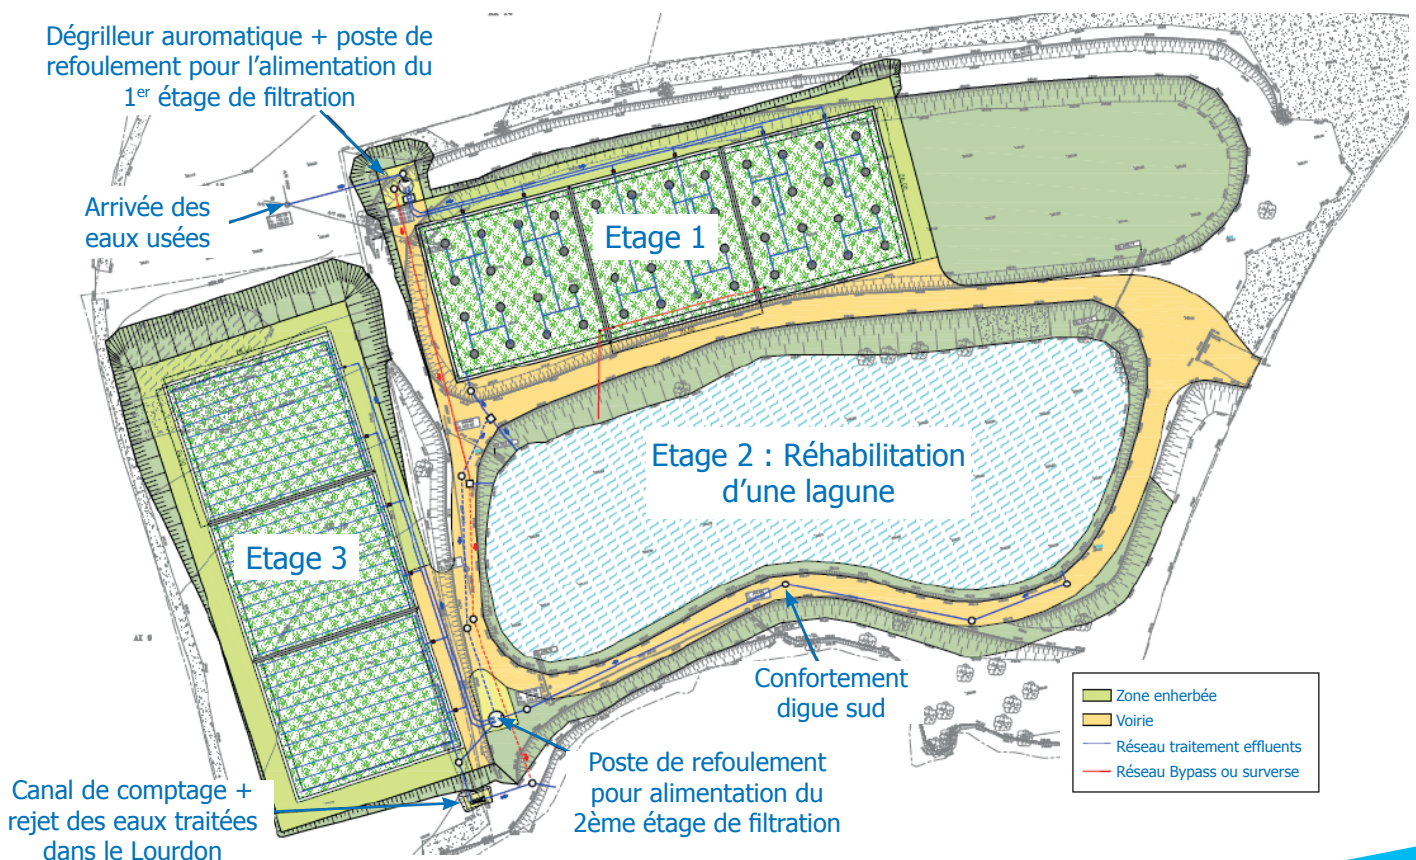 Dégrilleur auromatique + poste de
refoulement pour l'alimentation du
1er étage de filtration
Arrivée des
eaux usées
Etage 1
Etage 2 : Réhabilitation
d'une lagune
Etage 3
AK 9
Confortement
digue sud
Poste de refoulement
pour alimentation du
2ème étage de filtration
Canal de comptage +
rejet des eaux traitées
dans le Lourdon
Zone enherbée
Voirie
Réseau traitement effluents
Réseau Bypass ou surverse